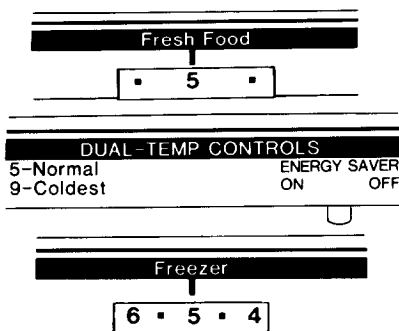 Fresh Food
▪ 5 ▪
DUAL-TEMP CONTROLS
5-Normal ENERGY SAVER
9-Coldest ON OFF
Freezer
6 ▪ 5 ▪ 4